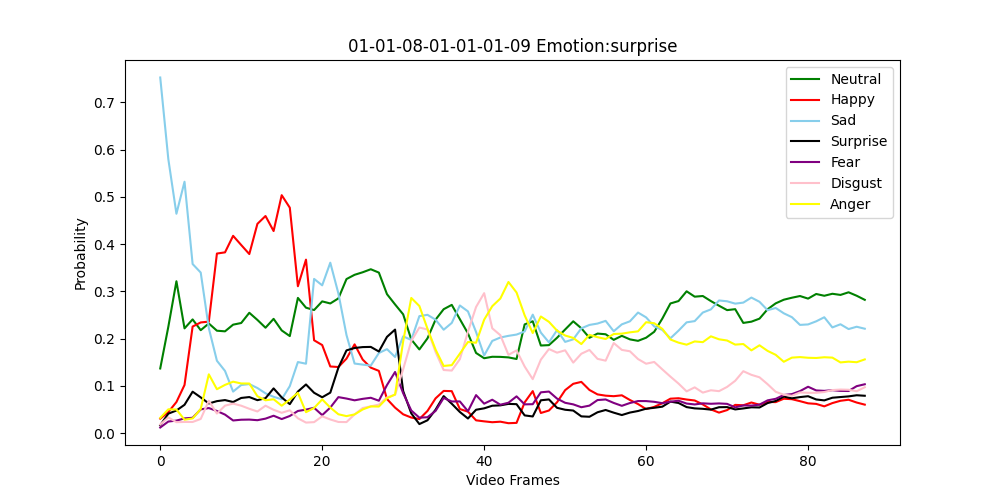 01-01-08-01-01-01-09 Emotion:surprise
Probability
0.7
0.6
0.5
0.4
0.3
0.2
0.1
0.0
0 20 40 60 80
Video Frames
Neutral
Happy
Sad
Surprise
Fear
Disgust
Anger